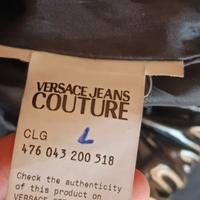 VERSACE JEANS
COUTURE
L
CLG
476 043 200 518
Check the authenticity
of this product on